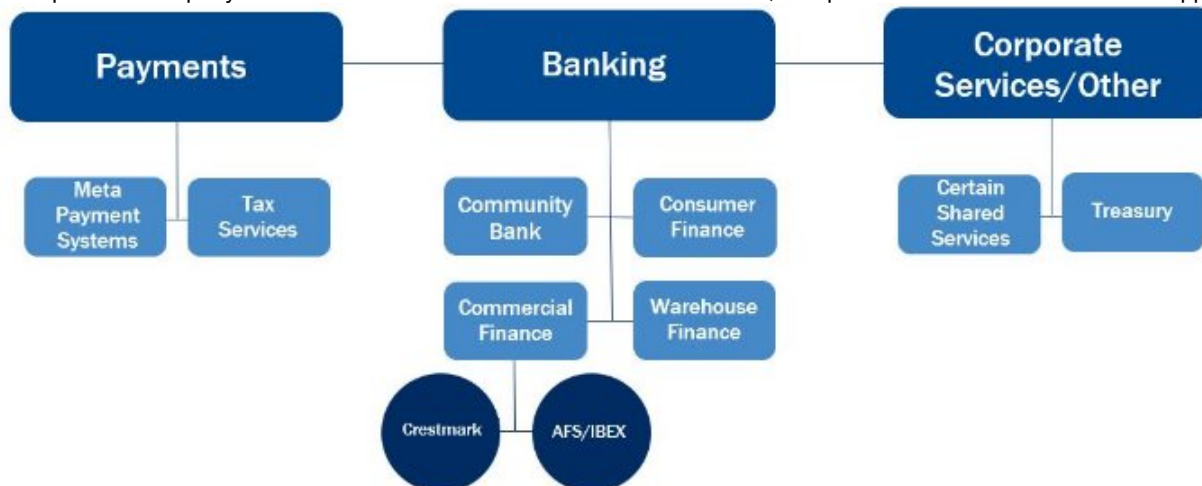 Payments
Banking
Corporate
Services/Other
Meta
Payment
Systems
Tax
Services
Community
Bank
Consumer
Finance
Certain
Shared
Services
Treasury
Commercial
Finance
Warehouse
Finance
Crestmark
AFS/IBEX